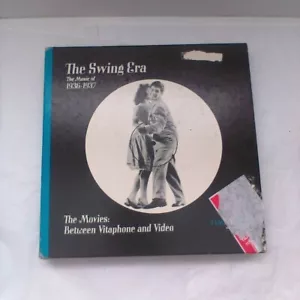 The Swing Era
The Music of
1936-1937
The Movies:
Between Vitaphone and Video